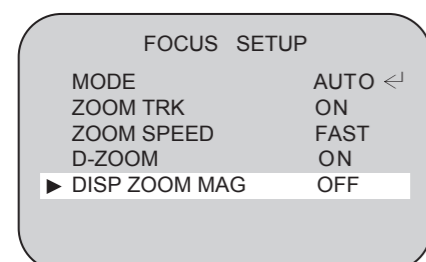 FOCUS SETUP
MODE AUTO ↵
ZOOM TRK ON
ZOOM SPEED FAST
D-ZOOM ON
► DISP ZOOM MAG OFF